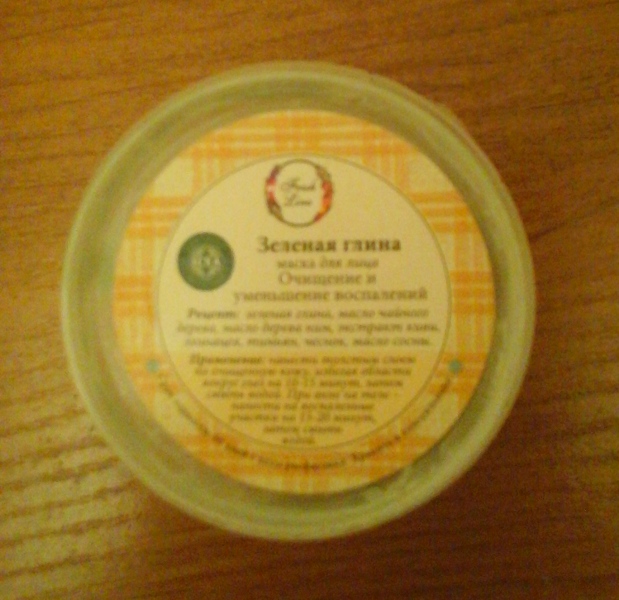 Fresh
Line
Зеленая глина
маска для лица
Очищение и
уменьшение воспалений
Рецепт: зеленая глина, масло чайного
дерева, масло дерева ним, экстракт киви,
тимьян, чеснок, масло сосны.
Применение: нанести толстым слоем
на очищенную кожу, избегая области
вокруг глаз на 10-15 минут, затем
смыть водой. При акне на теле -
нанести на воспаленные
участки на 15-20 минут,
затем смыть
водой.